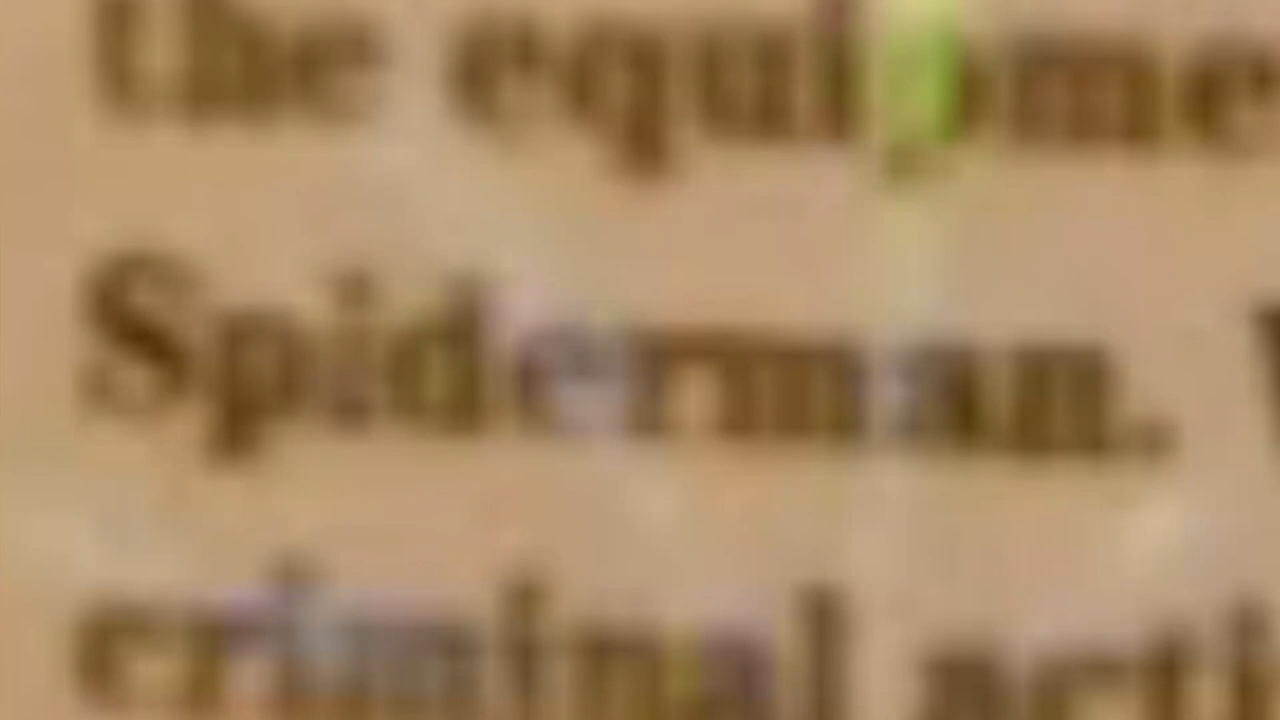 the equipme
Spiderman.
criminal acti